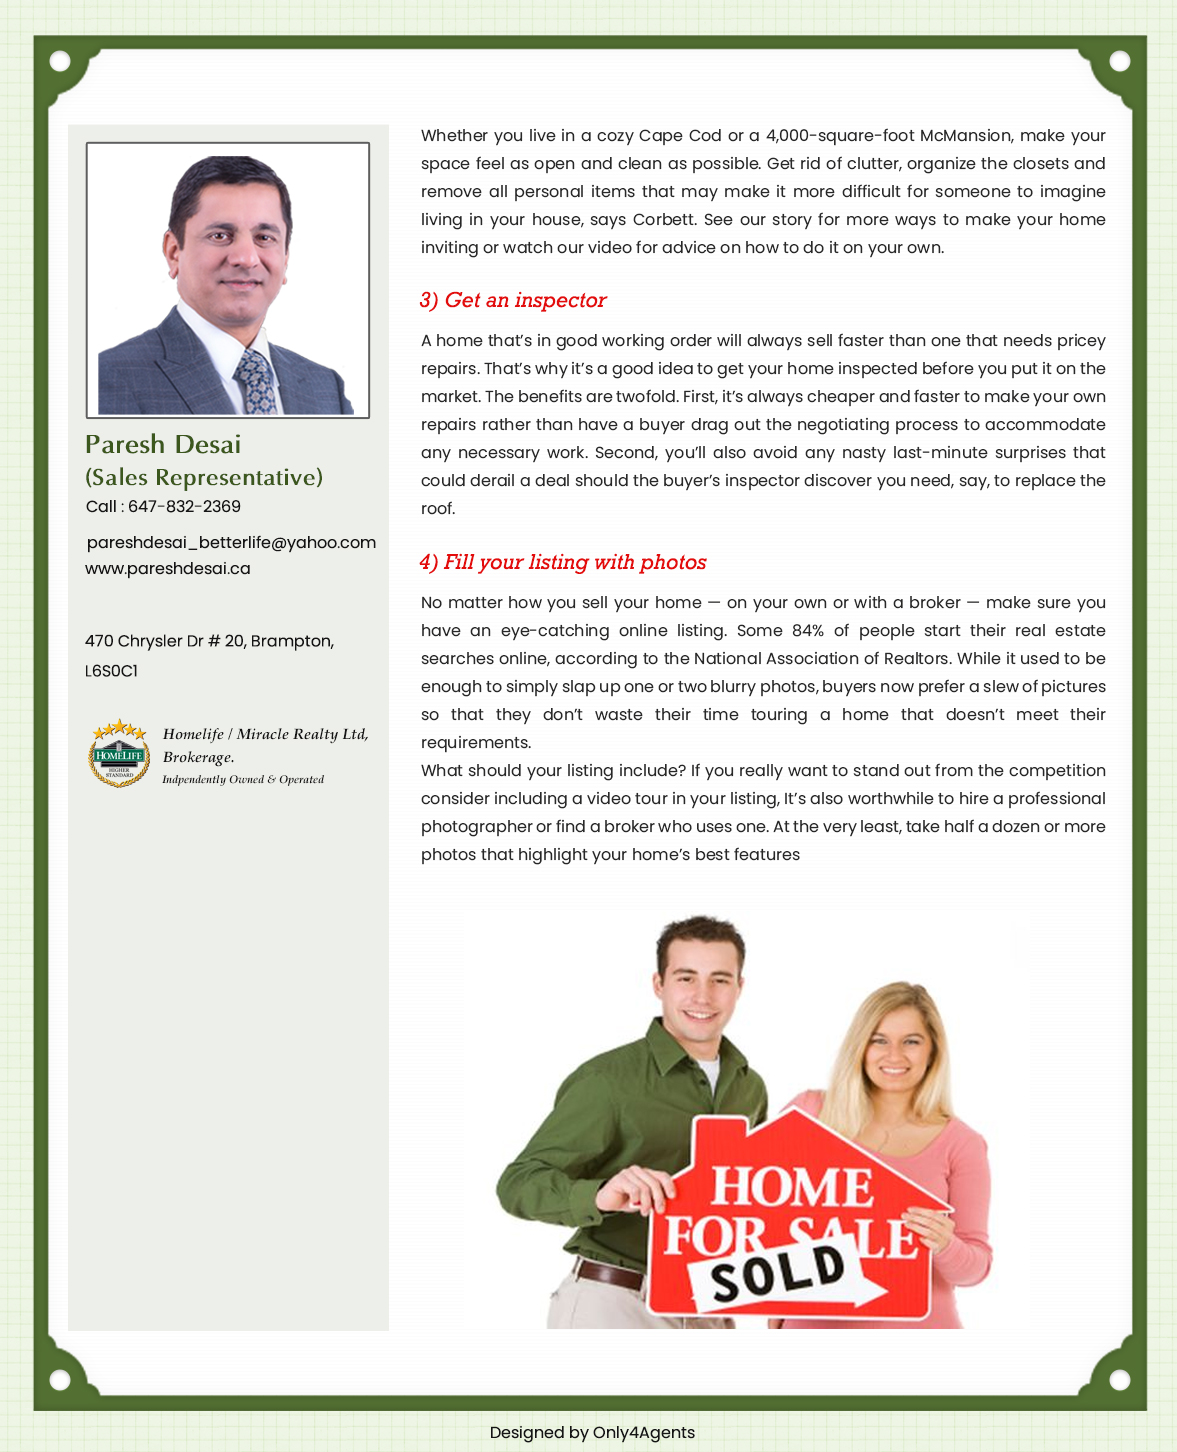 Paresh Desai
(Sales Representative)
Call : 647-832-2369
pareshdesai_betterlife@yahoo.com
www.pareshdesai.ca
470 Chrysler Dr # 20, Brampton,
L6S0C1
HOMELIFE
HIGHER
STANDARD
Homelife / Miracle Realty Ltd,
Brokerage.
Indpendently Owned & Operated
Whether you live in a cozy Cape Cod or a 4,000-square-foot McMansion, make your
space feel as open and clean as possible. Get rid of clutter, organize the closets and
remove all personal items that may make it more difficult for someone to imagine
living in your house, says Corbett. See our story for more ways to make your home
inviting or watch our video for advice on how to do it on your own.
3) Get an inspector
A home that’s in good working order will always sell faster than one that needs pricey
repairs. That’s why it’s a good idea to get your home inspected before you put it on the
market. The benefits are twofold. First, it’s always cheaper and faster to make your own
repairs rather than have a buyer drag out the negotiating process to accommodate
any necessary work. Second, you’ll also avoid any nasty last-minute surprises that
could derail a deal should the buyer’s inspector discover you need, say, to replace the
roof.
4) Fill your listing with photos
No matter how you sell your home — on your own or with a broker — make sure you
have an eye-catching online listing. Some 84% of people start their real estate
searches online, according to the National Association of Realtors. While it used to be
enough to simply slap up one or two blurry photos, buyers now prefer a slew of pictures
so that they don’t waste their time touring a home that doesn’t meet their
requirements.
What should your listing include? If you really want to stand out from the competition
consider including a video tour in your listing, It’s also worthwhile to hire a professional
photographer or find a broker who uses one. At the very least, take half a dozen or more
photos that highlight your home’s best features
HOME
FOR SALE
SOLD
Designed by Only4Agents